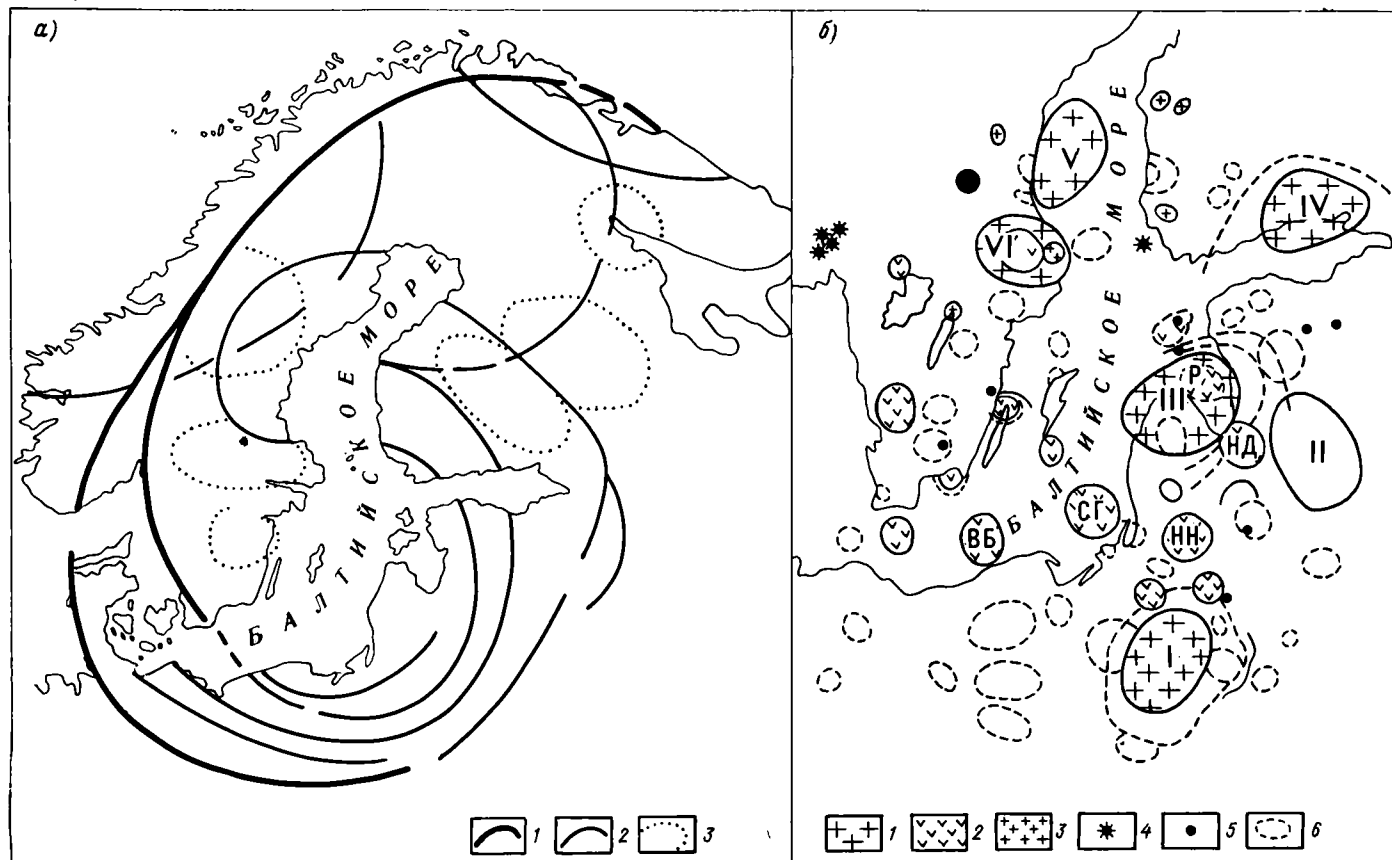 а)
БАЛТИЙСКОЕ МОРЕ
1 2 3
б)
БАЛТИЙСКОЕ МОРЕ
V
IV
VI
Р
III
НД
II
СГ
ВБ
НН
I
1 2 3 4 5 6